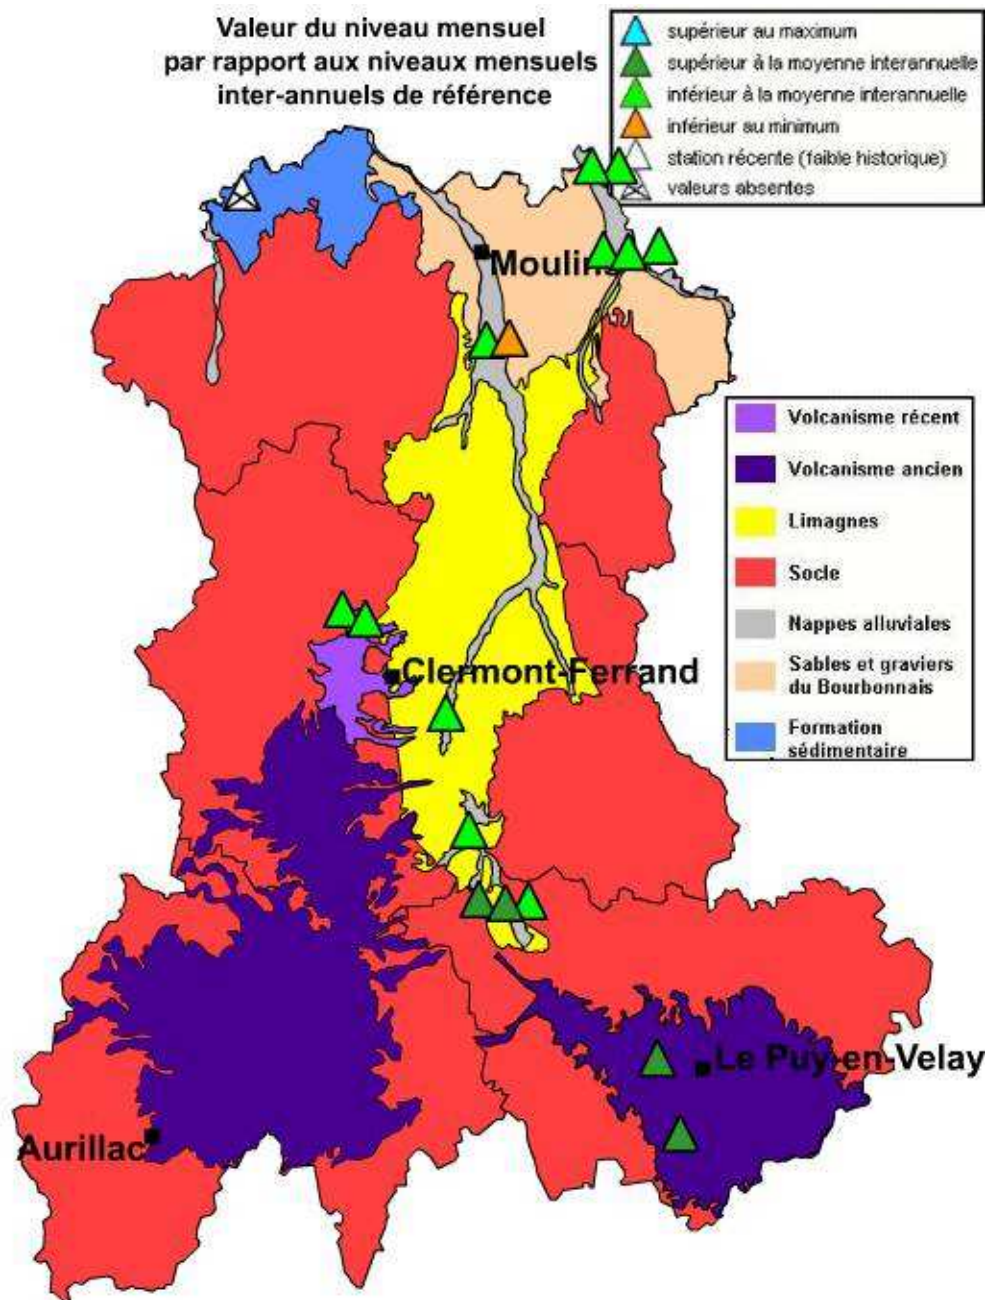 Valeur du niveau mensuel
par rapport aux niveaux mensuels
inter-annuels de référence
supérieur au maximum
supérieur à la moyenne interannuelle
inférieur à la moyenne interannuelle
inférieur au minimum
station récente (faible historique)
valeurs absentes
Moulins
Volcanisme récent
Volcanisme ancien
Limagnes
Socle
Nappes alluviales
Sables et graviers
du Bourbonnais
Formation
sédimentaire
Clermont-Ferrand
Le Puy-en-Velay
Aurillac